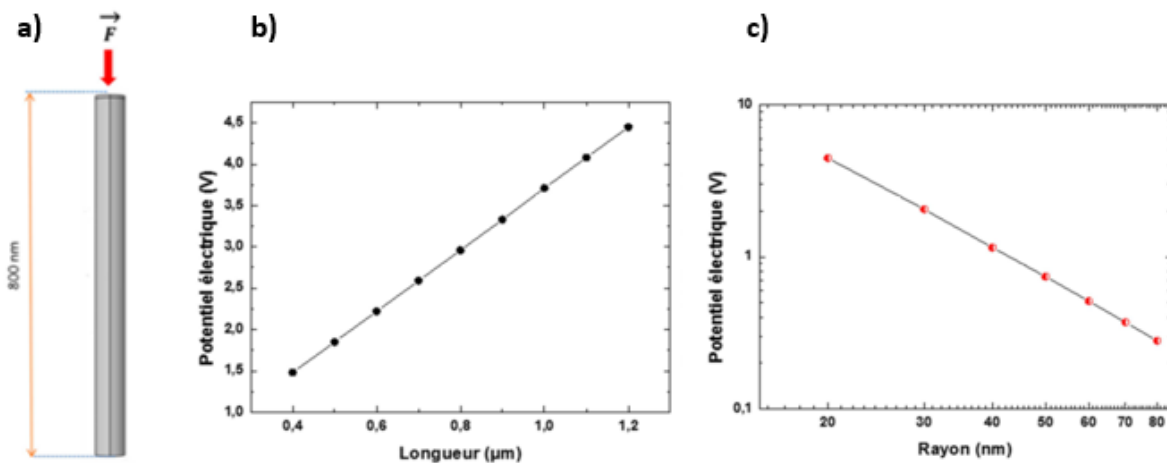 a)
F
800 nm
b)
Potentiel électrique (V)
4,5
4,0
3,5
3,0
2,5
2,0
1,5
1,0
0,4 0,6 0,8 1,0 1,2
Longueur (µm)
c)
Potentiel électrique (V)
10
1
0,1
20 30 40 50 60 70 80
Rayon (nm)